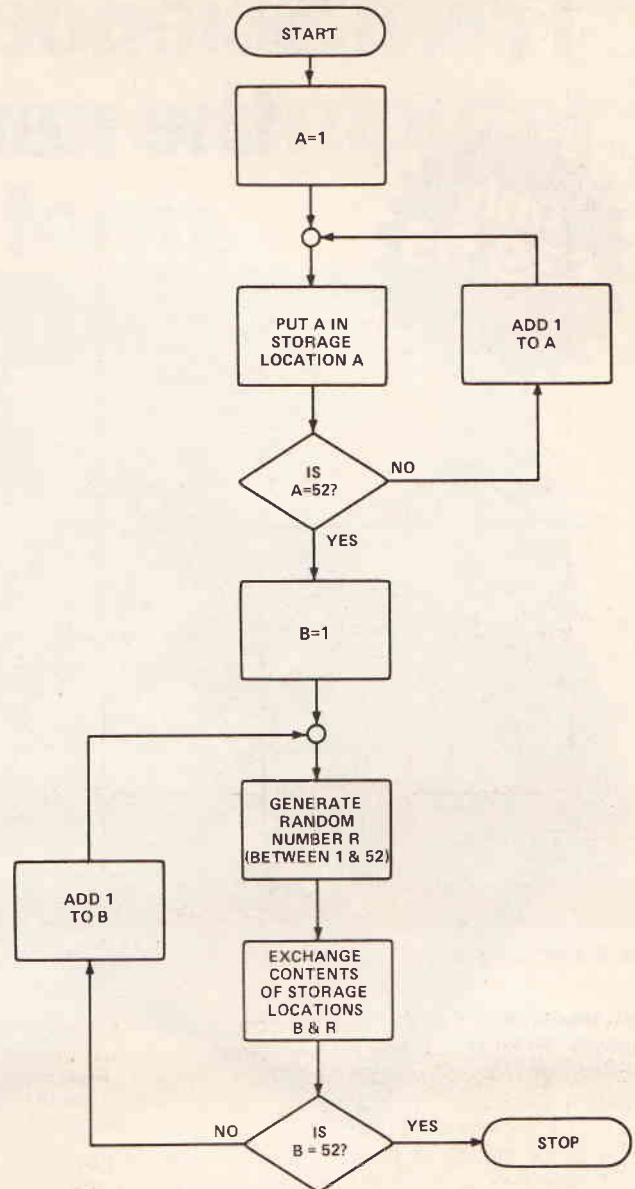 START
A=1
PUT A IN
STORAGE
LOCATION A
ADD 1
TO A
IS
A=52?
NO
YES
B=1
GENERATE
RANDOM
NUMBER R
(BETWEEN 1 & 52)
ADD 1
TO B
EXCHANGE
CONTENTS
OF STORAGE
LOCATIONS
B & R
NO
IS
B = 52?
YES
STOP